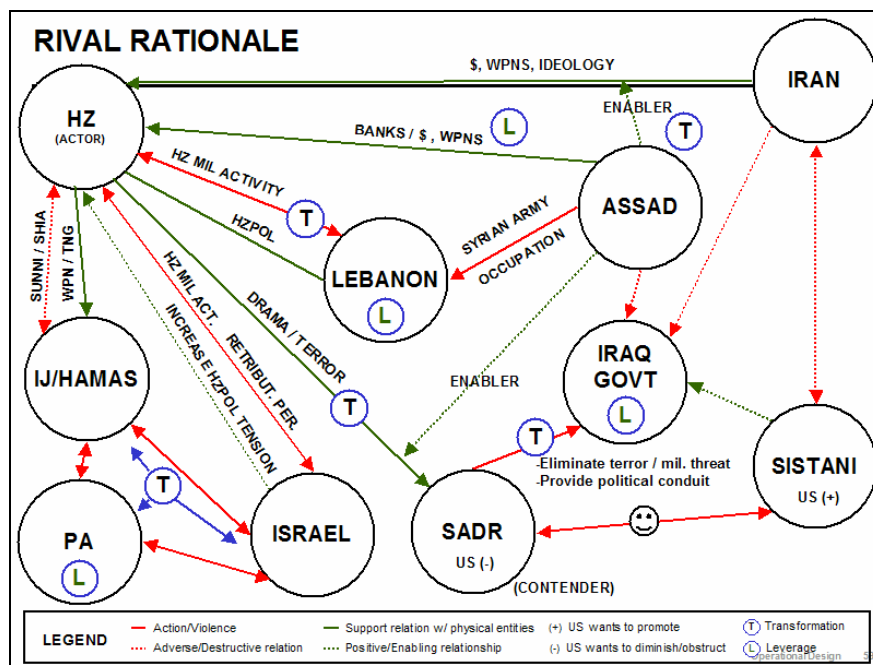 RIVAL RATIONALE
$, WPNS, IDEOLOGY
IRAN
HZ
(ACTOR)
ENABLER
BANKS / $ , WPNS
L
T
HZ MIL ACTIVITY
T
HZPOL
ASSAD
SYRIAN ARMY
OCCUPATION
LEBANON
L
SUNNI / SHIA
WPN / TNG
HZ MIL ACT. RETRIBUT. PER.
INCREASE HZPOL TENSION
DRAMA / TERROR
T
IJ/HAMAS
ENABLER
IRAQ
GOVT
L
T
-Eliminate terror / mil. threat
-Provide political conduit
SISTANI
US (+)
T
PA
L
ISRAEL
SADR
US (-)
(CONTENDER)
LEGEND
Action/Violence
Support relation w/ physical entities
(+) US wants to promote
T Transformation
Adverse/Destructive relation
Positive/Enabling relationship
(-) US wants to diminish/obstruct
L Leverage
Operational Design